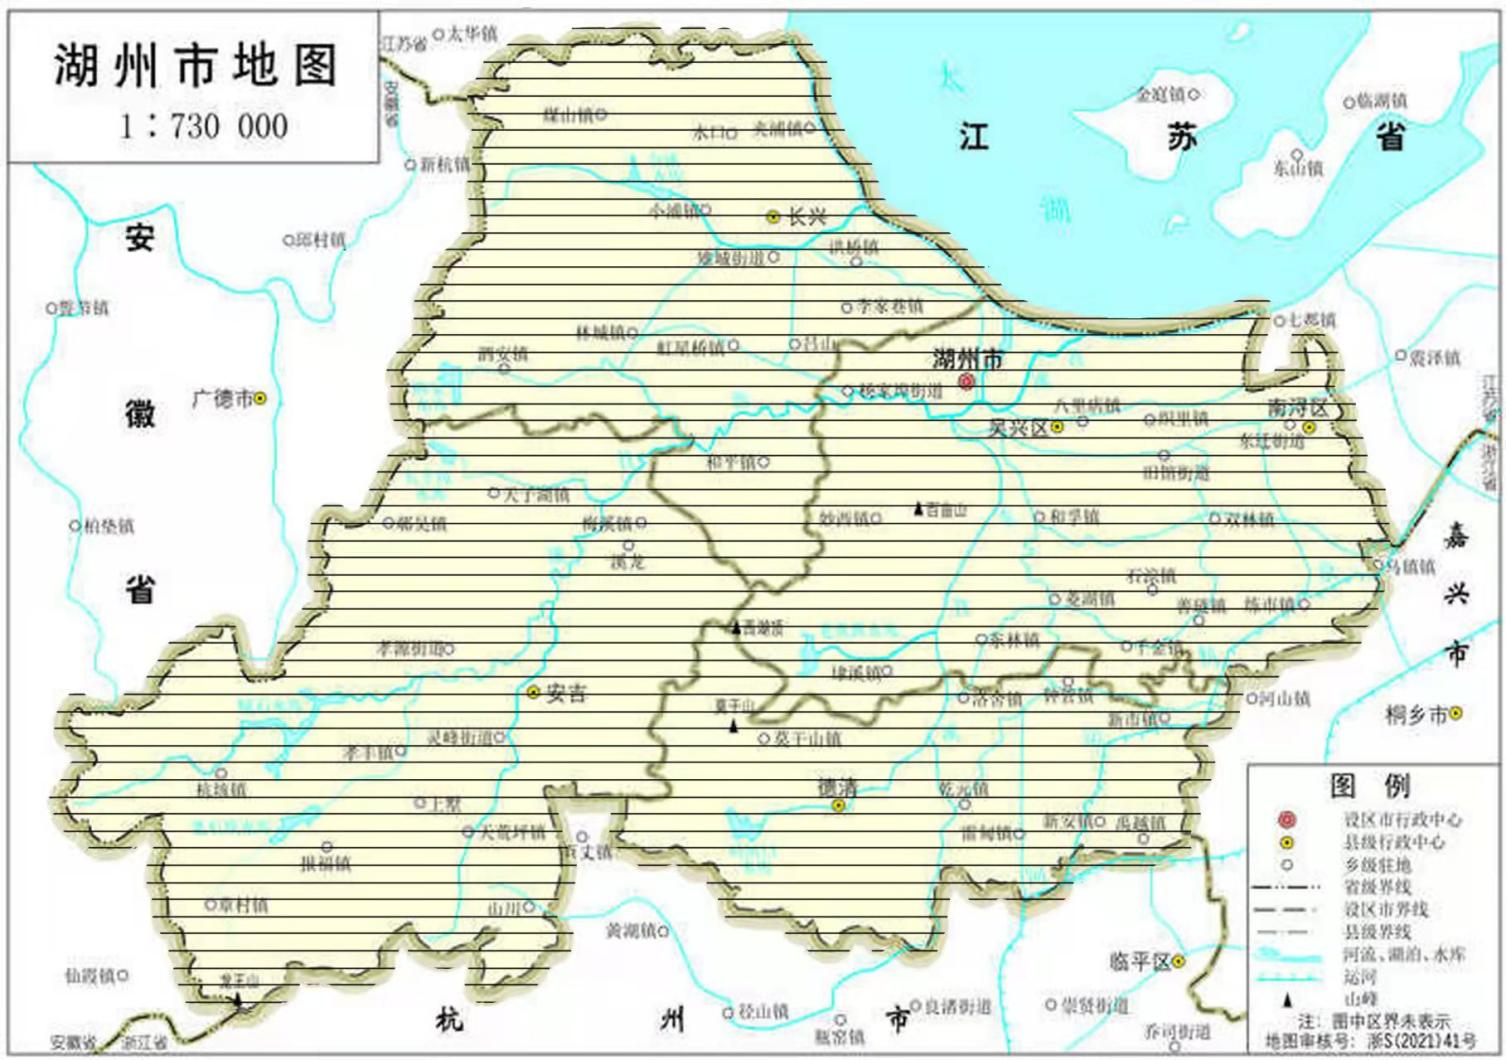 湖州市地图
1：730 000
江苏省
太华镇
安徽省
新杭镇
煤山镇
水口
夹浦镇
太
湖
金庭镇
临湖镇
东山镇
江苏省
安徽省
邱村镇
誓节镇
广德市
柏垫镇
小浦镇
长兴
雉城街道
洪桥镇
李家巷镇
林城镇
虹星桥镇
吕山
泗安镇
湖州市
杨家埠街道
八里店镇
吴兴区
织里镇
旧馆街道
七都镇
震泽镇
南浔区
东迁街道
江苏省
浙江省
和平镇
天子湖镇
鄣吴镇
梅溪镇
溪龙
妙西镇
和孚镇
双林镇
石淙镇
菱湖镇
善琏镇
练市镇
乌镇镇
嘉兴市
孝源街道
东林镇
千金镇
埭溪镇
安吉
莫干山
莫干山镇
洛舍镇
钟管镇
新市镇
河山镇
桐乡市
灵峰街道
孝丰镇
杭垓镇
上墅
天荒坪镇
百丈镇
报福镇
章村镇
山川
德清
乾元镇
雷甸镇
新安镇
禹越镇
黄湖镇
仙霞镇
龙王山
安徽省
浙江省
杭州市
径山镇
瓶窑镇
良渚街道
崇贤街道
临平区
乔司街道
图 例
设区市行政中心
县级行政中心
乡级驻地
省级界线
设区市界线
县级界线
河流、湖泊、水库
运河
山峰
注：图中区界未表示
地图审核号：浙S(2021)41号